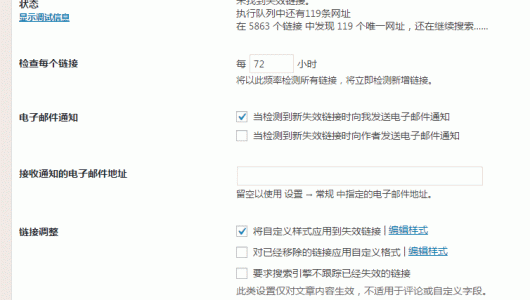 状态
未找到失效链接。
显示调试信息
执行队列中还有119条网址
在 5863 个链接 中发现 119 个唯一网址，还在继续搜索……
检查每个链接
每 72 小时
将以此频率检测所有链接，将立即检测新增链接。
电子邮件通知
当检测到新失效链接时向我发送电子邮件通知
当检测到新失效链接时向作者发送电子邮件通知
接收通知的电子邮件地址
留空以使用 设置 → 常规 中指定的电子邮件地址。
链接调整
将自定义样式应用到失效链接 | 编辑样式
对已经移除的链接应用自定义格式 | 编辑样式
要求搜索引擎不跟踪已经失效的链接
此类设置仅对文章内容生效，不适用于评论或自定义字段。